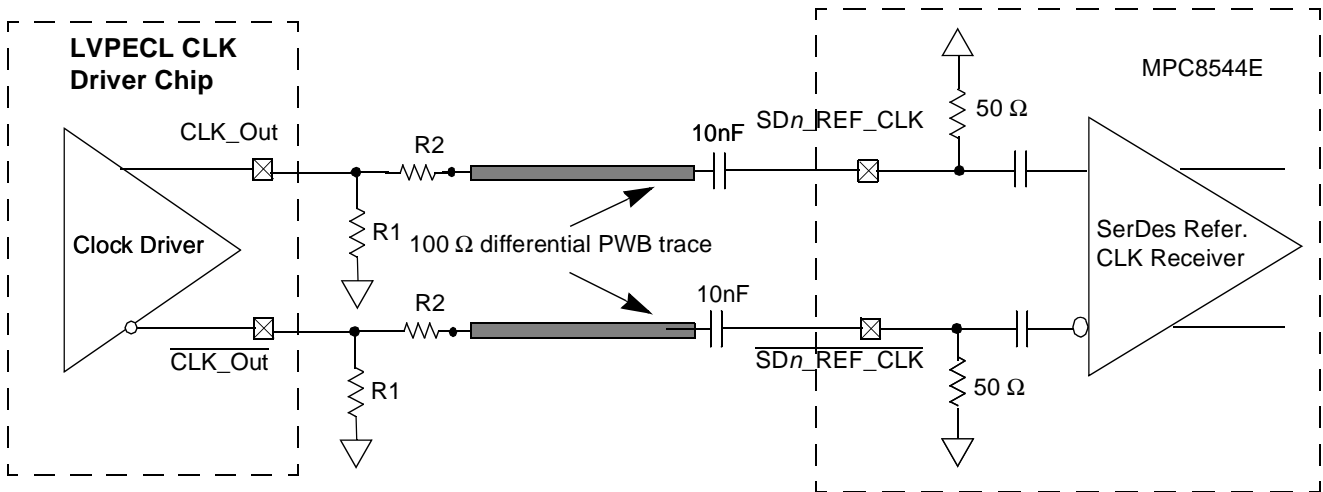 LVPECL CLK
Driver Chip
CLK_Out
Clock Driver
CLK_Out
R2
R1
R2
R1
100 Ω differential PWB trace
10nF
10nF
SDn_REF_CLK
SDn_REF_CLK
50 Ω
50 Ω
MPC8544E
SerDes Refer.
CLK Receiver